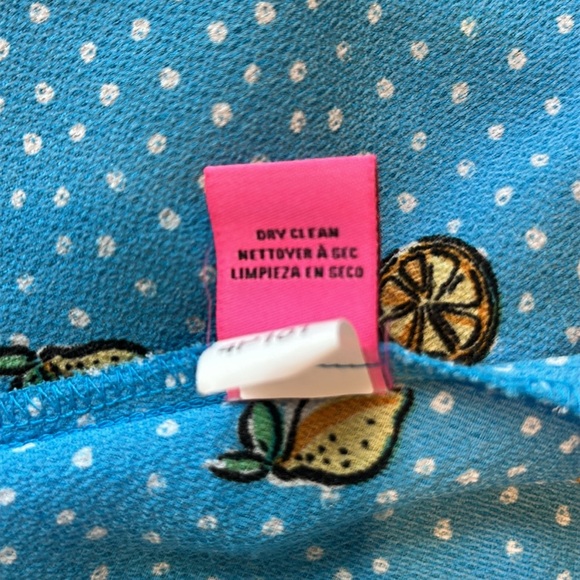 DRY CLEAN
NETTOYER À SEC
LIMPIEZA EN SECO